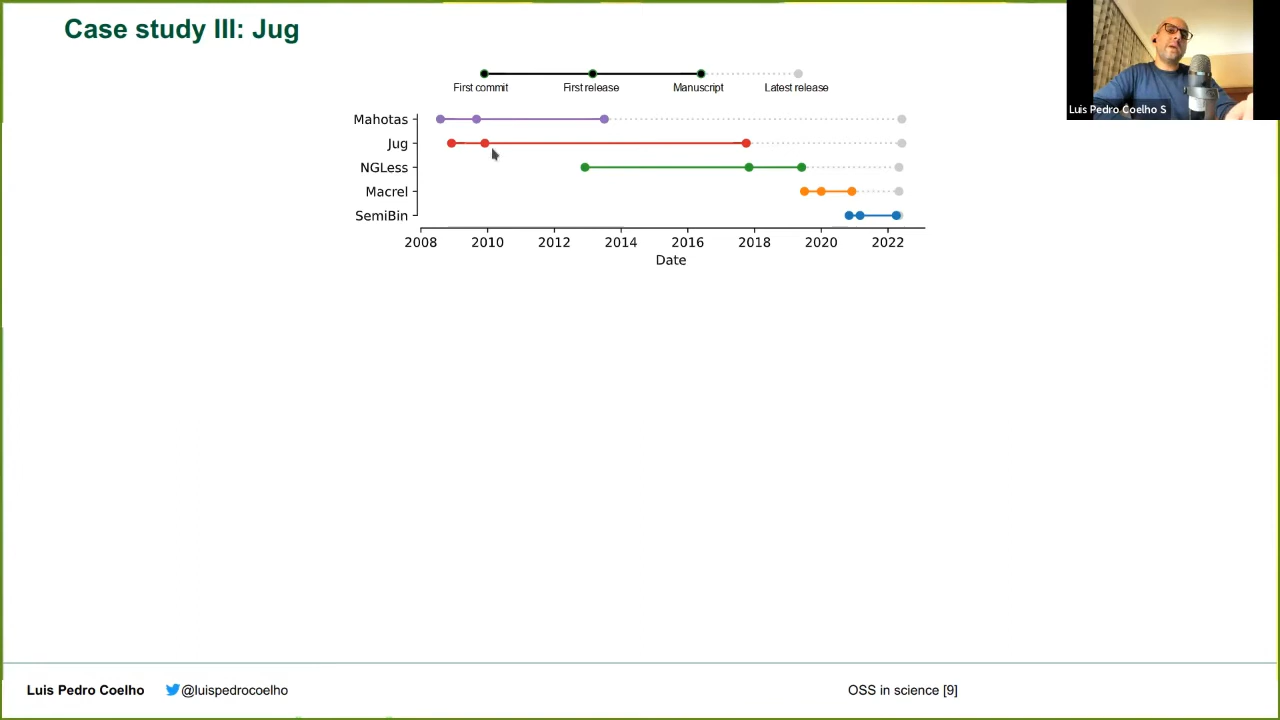 Case study III: Jug
Luis Pedro Coelho S
First commit First release Manuscript Latest release
Mahotas
Jug
NGLess
Macrel
SemiBin
2008 2010 2012 2014 2016 2018 2020 2022
Date
Luis Pedro Coelho @luispedrocoelho OSS in science [9]